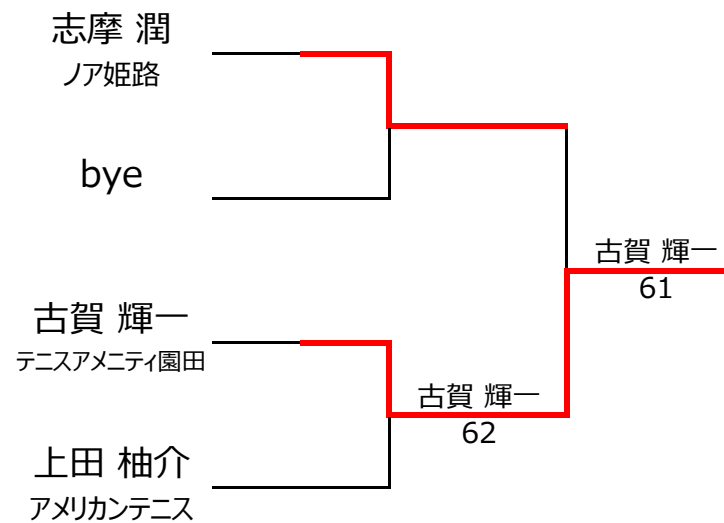 志摩 潤
ノア姫路
bye
古賀 輝一
61
古賀 輝一
テニスアメニティ園田
古賀 輝一
62
上田 柚介
アメリカンテニス